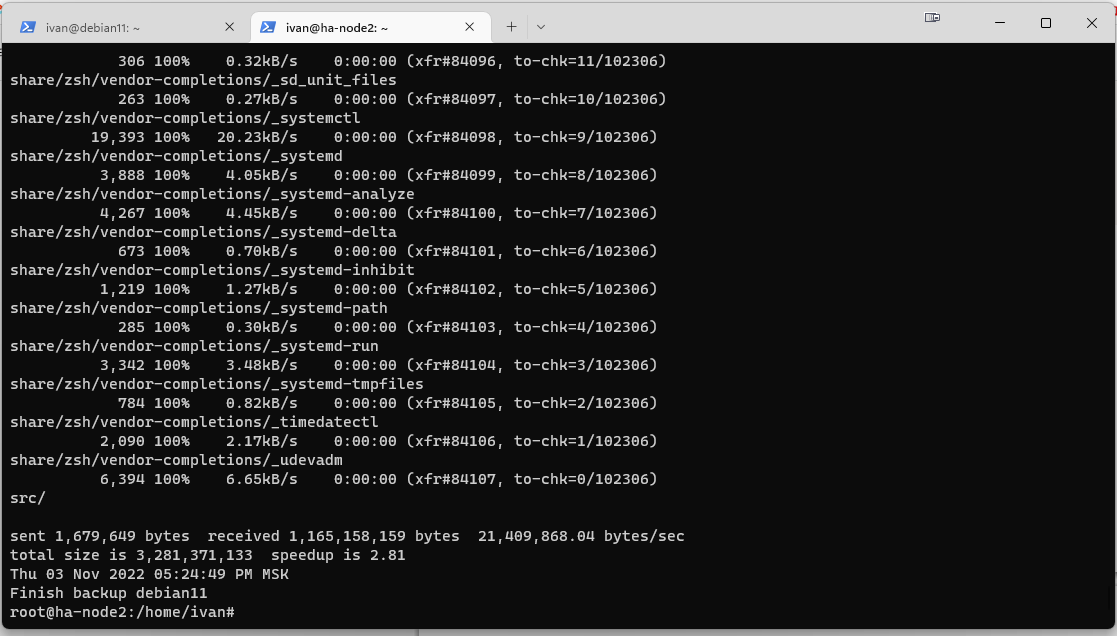 ivan@debian11: ~
ivan@ha-node2: ~
306 100% 0.32kB/s 0:00:00 (xfr#84096, to-chk=11/102306)
share/zsh/vendor-completions/_sd_unit_files
263 100% 0.27kB/s 0:00:00 (xfr#84097, to-chk=10/102306)
share/zsh/vendor-completions/_systemctl
19,393 100% 20.23kB/s 0:00:00 (xfr#84098, to-chk=9/102306)
share/zsh/vendor-completions/_systemd
3,888 100% 4.05kB/s 0:00:00 (xfr#84099, to-chk=8/102306)
share/zsh/vendor-completions/_systemd-analyze
4,267 100% 4.45kB/s 0:00:00 (xfr#84100, to-chk=7/102306)
share/zsh/vendor-completions/_systemd-delta
673 100% 0.70kB/s 0:00:00 (xfr#84101, to-chk=6/102306)
share/zsh/vendor-completions/_systemd-inhibit
1,219 100% 1.27kB/s 0:00:00 (xfr#84102, to-chk=5/102306)
share/zsh/vendor-completions/_systemd-path
285 100% 0.30kB/s 0:00:00 (xfr#84103, to-chk=4/102306)
share/zsh/vendor-completions/_systemd-run
3,342 100% 3.48kB/s 0:00:00 (xfr#84104, to-chk=3/102306)
share/zsh/vendor-completions/_systemd-tmpfiles
784 100% 0.82kB/s 0:00:00 (xfr#84105, to-chk=2/102306)
share/zsh/vendor-completions/_timedatectl
2,090 100% 2.17kB/s 0:00:00 (xfr#84106, to-chk=1/102306)
share/zsh/vendor-completions/_udevadm
6,394 100% 6.65kB/s 0:00:00 (xfr#84107, to-chk=0/102306)
src/
sent 1,679,649 bytes received 1,165,158,159 bytes 21,409,868.04 bytes/sec
total size is 3,281,371,133 speedup is 2.81
Thu 03 Nov 2022 05:24:49 PM MSK
Finish backup debian11
root@ha-node2:/home/ivan#